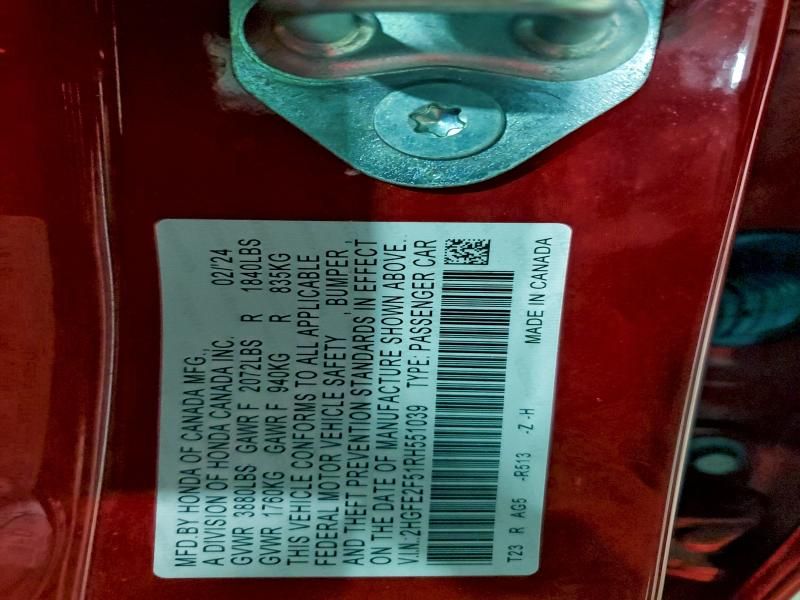 MFD.BY HONDA OF CANADA MFG.,
A DIVISION OF HONDA CANADA INC. 02/'24
GVWR 3880LBS GAWR F 2072LBS R 1840LBS
GVWR 1760KG GAWR F 940KG R 835KG
THIS VEHICLE CONFORMS TO ALL APPLICABLE
FEDERAL MOTOR VEHICLE SAFETY , BUMPER ,
AND THEFT PREVENTION STANDARDS IN EFFECT
ON THE DATE OF MANUFACTURE SHOWN ABOVE.
V.I.N.:2HGFE2F51RH551039 TYPE: PASSENGER CAR
T23 R AG5 -R513 -Z -H MADE IN CANADA